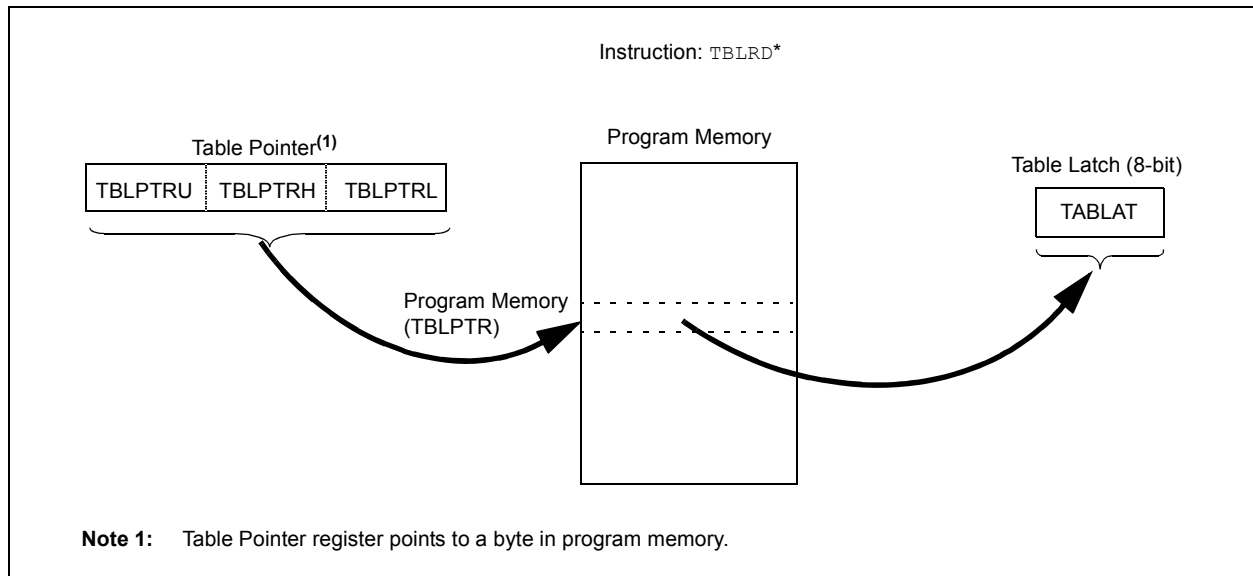 Instruction: TBLRD*
Table Pointer(1)
Program Memory
Table Latch (8-bit)
TBLPTRU TBLPTRH TBLPTRL
TABLAT
Program Memory
(TBLPTR)
Note 1: Table Pointer register points to a byte in program memory.